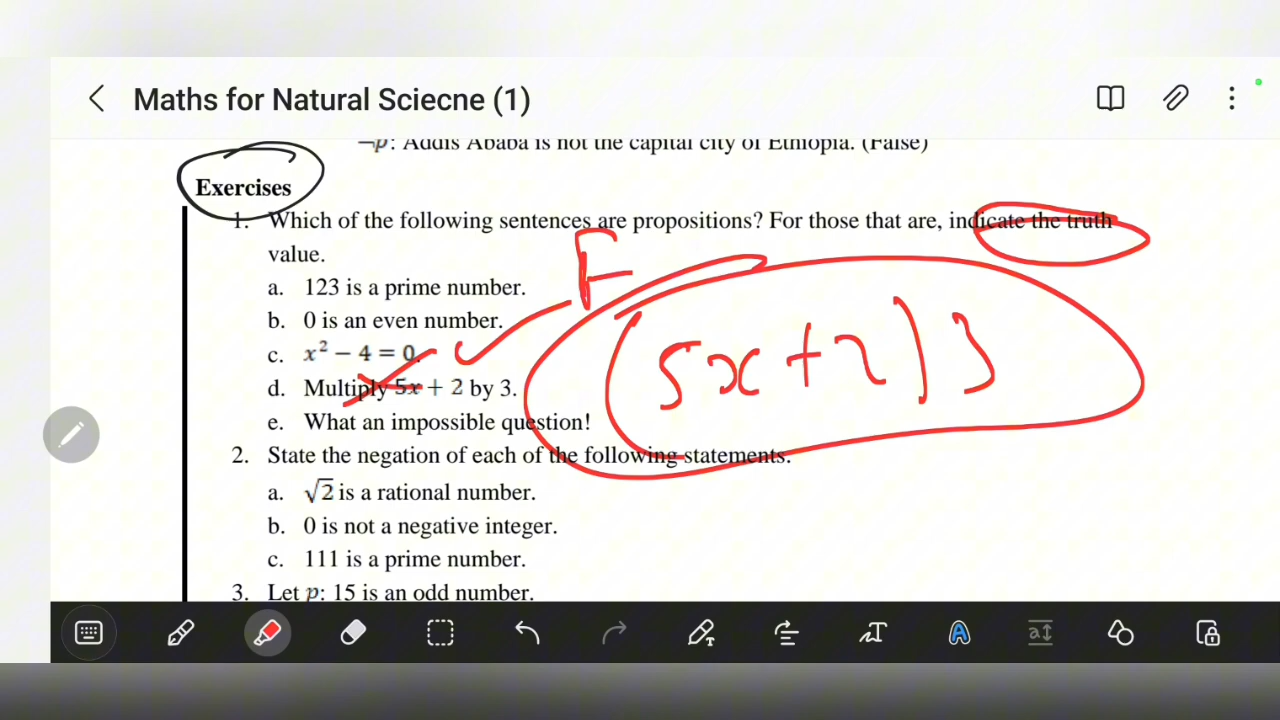 Maths for Natural Sciecne (1)
¬p: Addis Ababa is not the capital city of Ethiopia. (False)
Exercises
1. Which of the following sentences are propositions? For those that are, indicate the truth
value.
F
a. 123 is a prime number.
b. 0 is an even number.
c. x² − 4 = 0.
(5x+2)3
d. Multiply 5x + 2 by 3.
e. What an impossible question!
2. State the negation of each of the following statements.
a. √2 is a rational number.
b. 0 is not a negative integer.
c. 111 is a prime number.
3. Let p: 15 is an odd number.